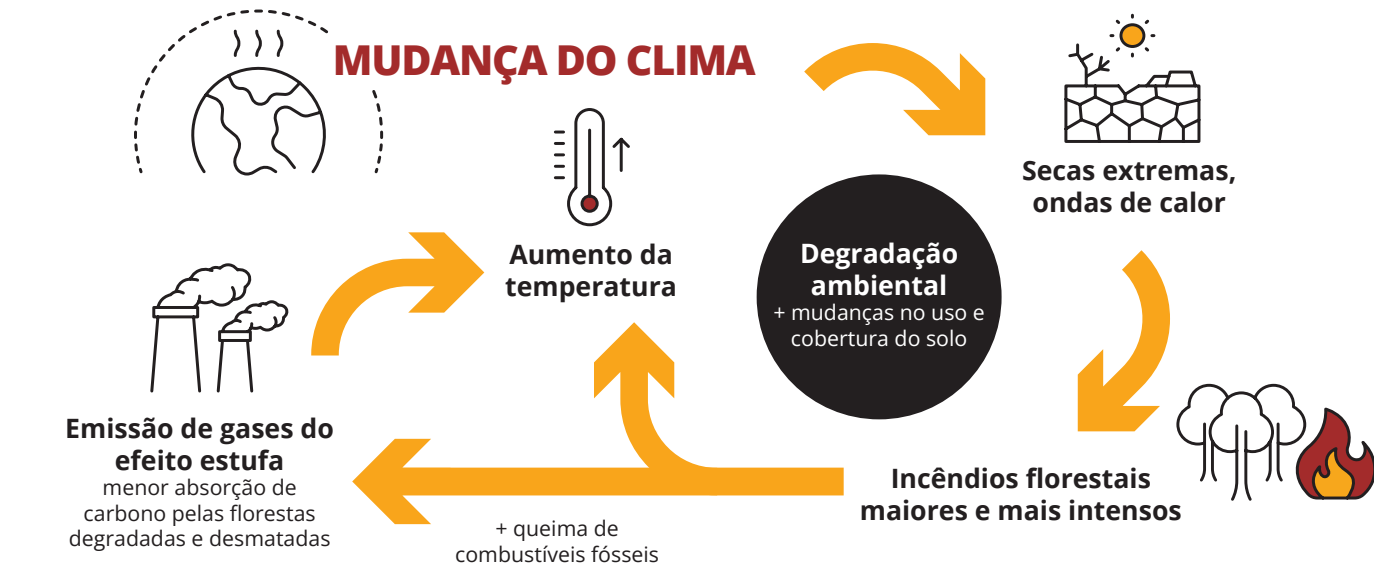 MUDANÇA DO CLIMA
Aumento da
temperatura
Secas extremas,
ondas de calor
Degradação
ambiental
+ mudanças no uso e
cobertura do solo
Incêndios florestais
maiores e mais intensos
+ queima de
combustíveis fósseis
Emissão de gases do
efeito estufa
menor absorção de
carbono pelas florestas
degradadas e desmatadas